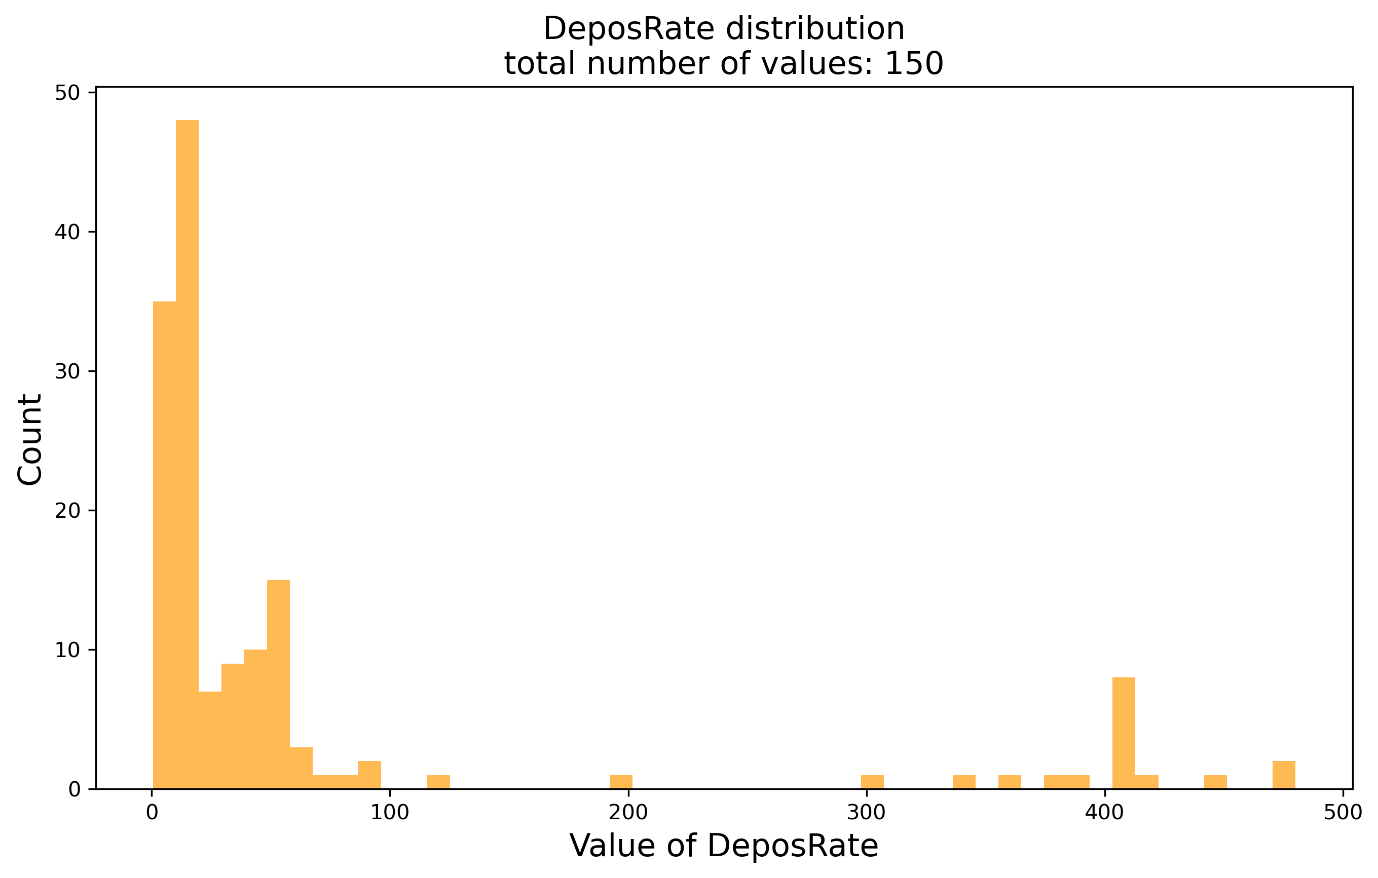 DeposRate distribution
total number of values: 150
50
40
30
20
10
0
Count
0 100 200 300 400 500
Value of DeposRate